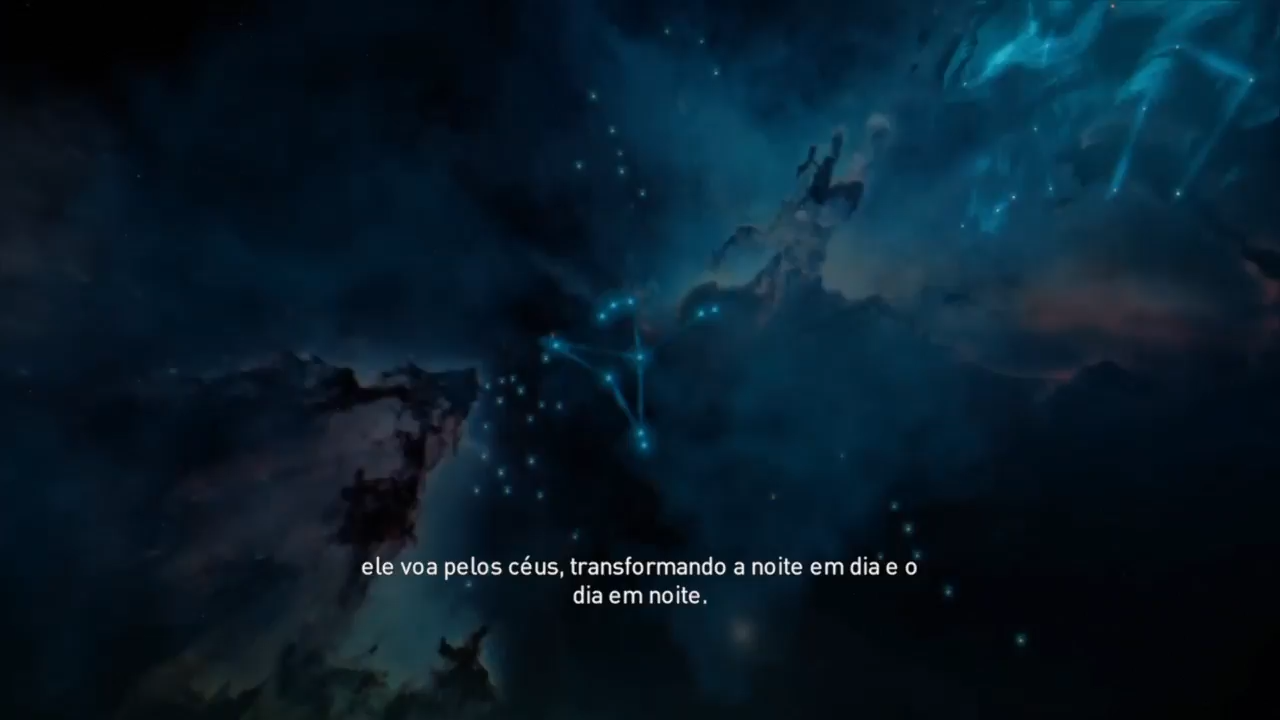 ele voa pelos céus, transformando a noite em dia e o
dia em noite.